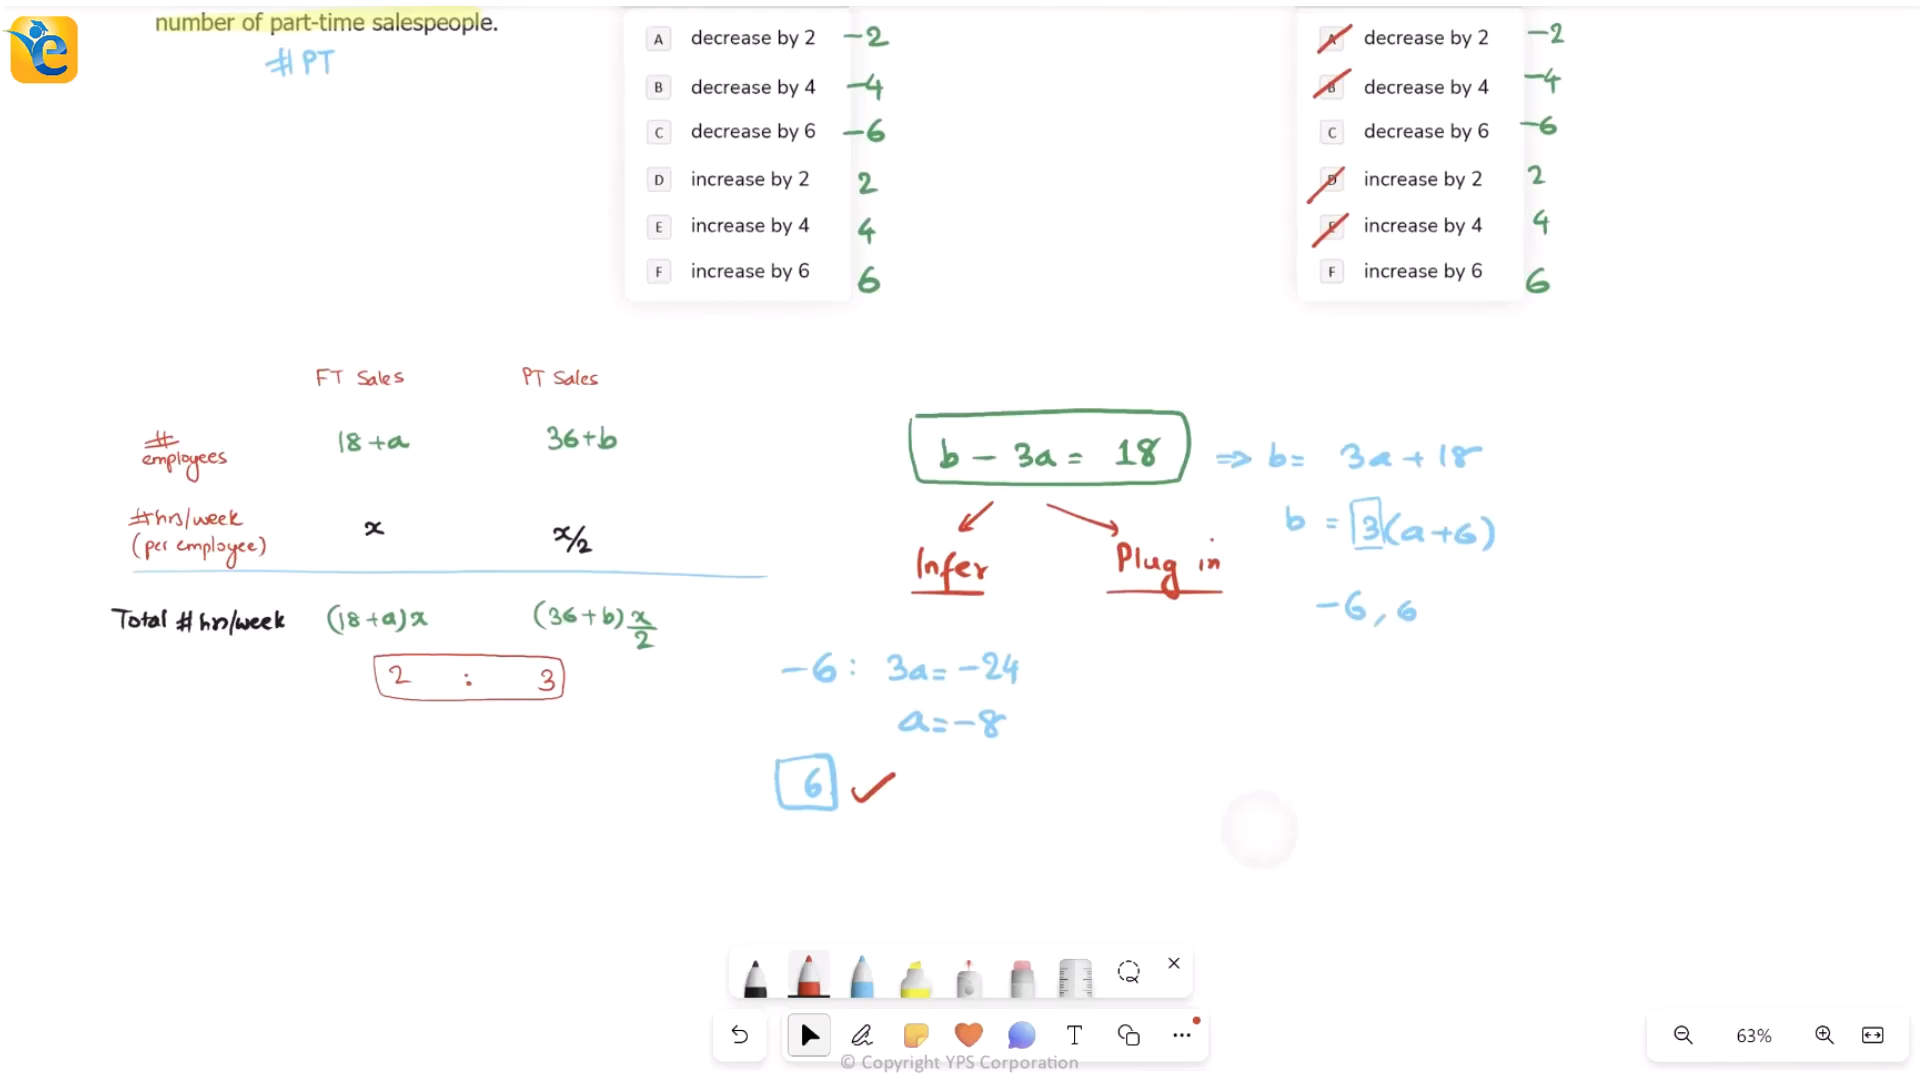 number of part-time salespeople.
# PT
A decrease by 2 -2
B decrease by 4 -4
C decrease by 6 -6
D increase by 2 2
E increase by 4 4
F increase by 6 6
A decrease by 2 -2
B decrease by 4 -4
C decrease by 6 -6
D increase by 2 2
E increase by 4 4
F increase by 6 6
FT Sales PT Sales
# employees 18+a 36+b
#hrs/week (per employee) x x/2
Total # hrs/week (18+a)x (36+b)x/2
2 : 3
b - 3a = 18 => b = 3a + 18
b = 3(a+6)
Infer Plug in
-6, 6
-6: 3a = -24
a = -8
6 ✓
63%
© Copyright YPS Corporation